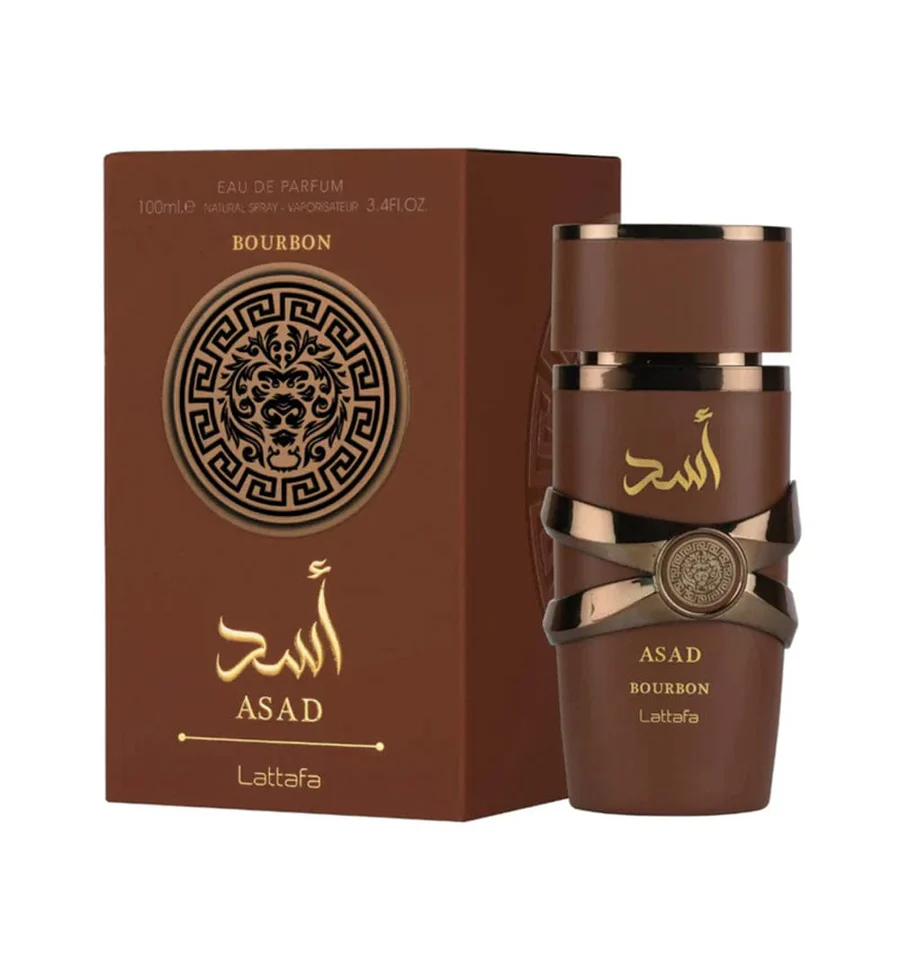 EAU DE PARFUM
100ml.e NATURAL SPRAY - VAPORISATEUR 3.4Fl.OZ.
BOURBON
أسد
ASAD
Lattafa
أسد
ASAD
BOURBON
Lattafa